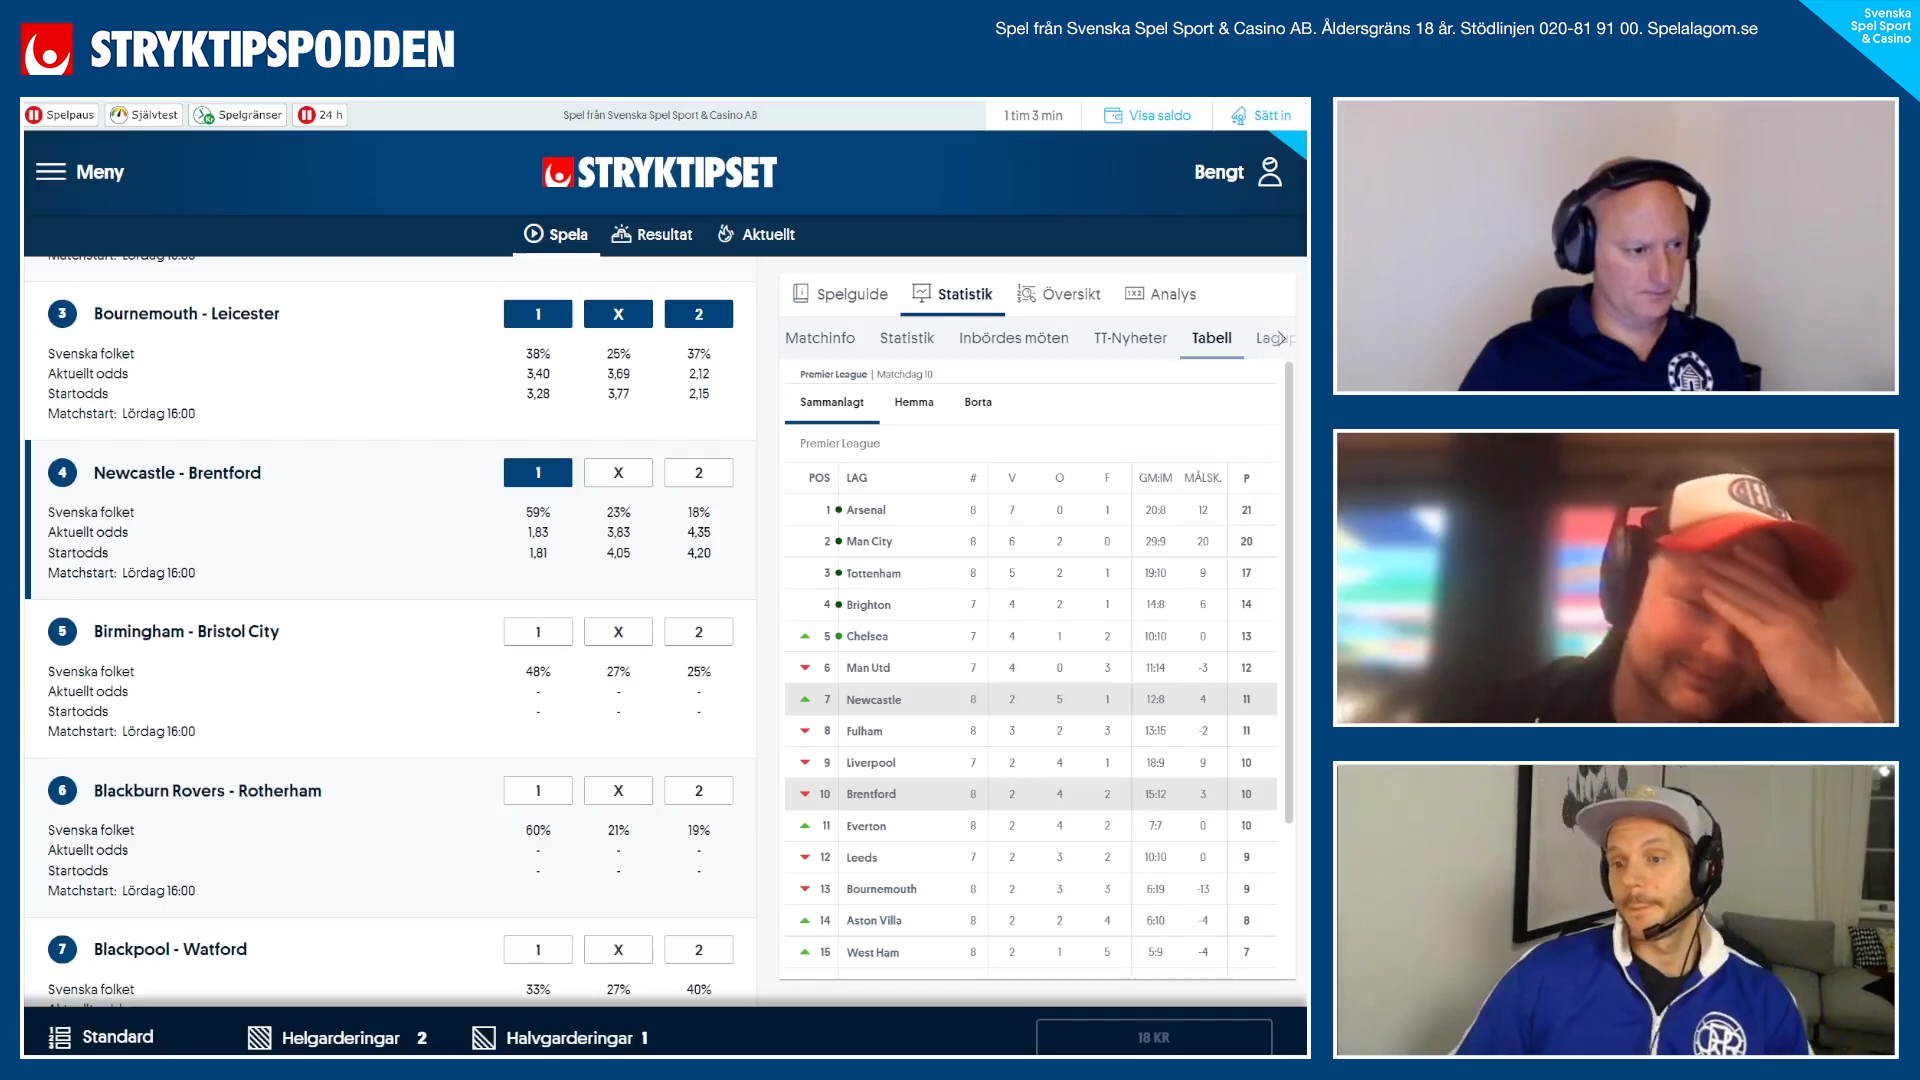 STRYKTIPSPODDEN
Spel från Svenska Spel Sport & Casino AB. Åldersgräns 18 år. Stödlinjen 020-81 91 00. Spelalagom.se
Svenska
Spel Sport
& Casino
Spelpaus Självtest Spelgränser 24 h
Spel från Svenska Spel Sport & Casino AB
1 tim 3 min Visa saldo Sätt in
Meny STRYKTIPSET Bengt
Spela Resultat Aktuellt
Matchstart: Lördag 16:00
3 Bournemouth - Leicester 1 X 2
Svenska folket 38% 25% 37%
Aktuellt odds 3,40 3,69 2,12
Startodds 3,28 3,77 2,15
Matchstart: Lördag 16:00
4 Newcastle - Brentford 1 X 2
Svenska folket 59% 23% 18%
Aktuellt odds 1,83 3,83 4,35
Startodds 1,81 4,05 4,20
Matchstart: Lördag 16:00
5 Birmingham - Bristol City 1 X 2
Svenska folket 48% 27% 25%
Aktuellt odds - - -
Startodds - - -
Matchstart: Lördag 16:00
6 Blackburn Rovers - Rotherham 1 X 2
Svenska folket 60% 21% 19%
Aktuellt odds - - -
Startodds - - -
Matchstart: Lördag 16:00
7 Blackpool - Watford 1 X 2
Svenska folket 33% 27% 40%
Spelguide Statistik Översikt Analys
Matchinfo Statistik Inbördes möten TT-Nyheter Tabell
Premier League | Matchdag 10
Sammanlagt Hemma Borta
Premier League
POS LAG # V O F GM:IM MÅLSK. P
1 Arsenal 8 7 0 1 20:8 12 21
2 Man City 8 6 2 0 29:9 20 20
3 Tottenham 8 5 2 1 19:10 9 17
4 Brighton 7 4 2 1 14:8 6 14
5 Chelsea 7 4 1 2 10:10 0 13
6 Man Utd 7 4 0 3 11:14 -3 12
7 Newcastle 8 2 5 1 12:8 4 11
8 Fulham 8 3 2 3 13:15 -2 11
9 Liverpool 7 2 4 1 18:9 9 10
10 Brentford 8 2 4 2 15:12 3 10
11 Everton 8 2 4 2 7:7 0 10
12 Leeds 7 2 3 2 10:10 0 9
13 Bournemouth 8 2 3 3 6:19 -13 9
14 Aston Villa 8 2 2 4 6:10 -4 8
15 West Ham 8 2 1 5 5:9 -4 7
Standard Helgarderingar 2 Halvgarderingar 1 18 KR